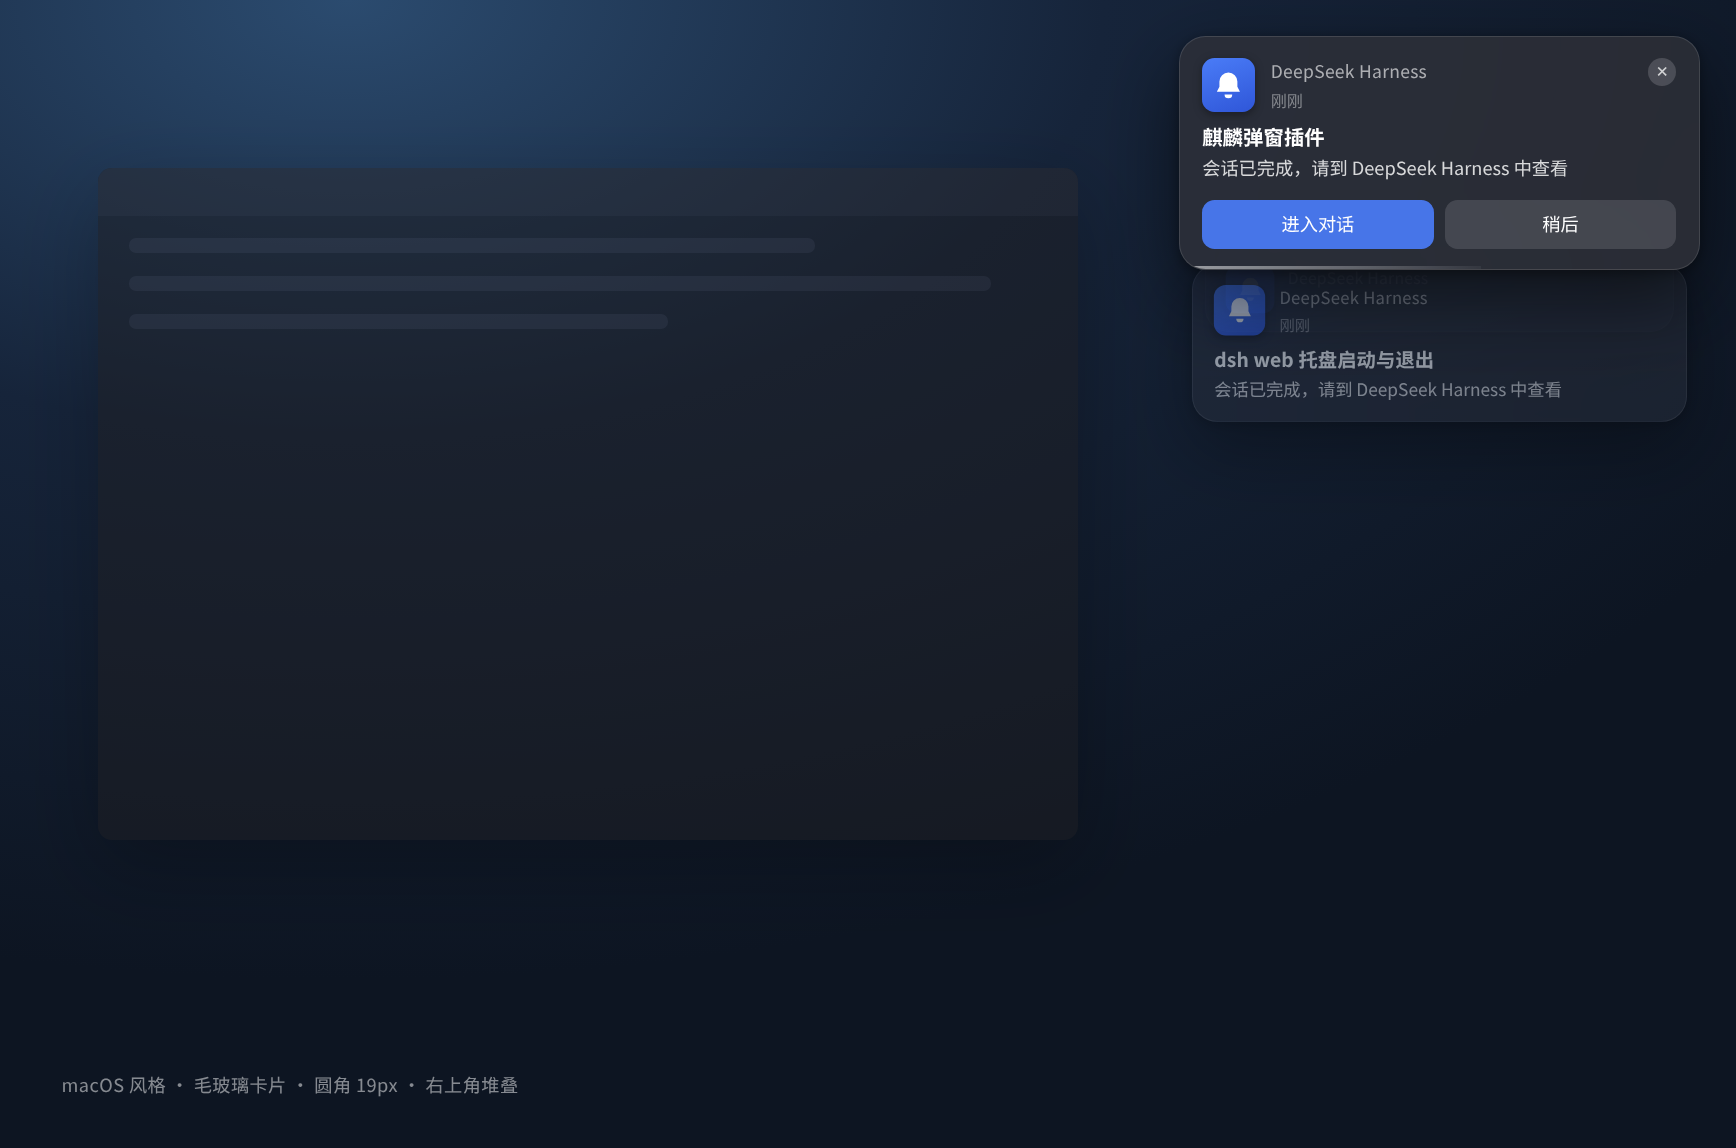 DeepSeek Harness
刚刚
麒麟弹窗插件
会话已完成，请到 DeepSeek Harness 中查看
进入对话
稍后
DeepSeek Harness
DeepSeek Harness
刚刚
dsh web 托盘启动与退出
会话已完成，请到 DeepSeek Harness 中查看
macOS 风格 · 毛玻璃卡片 · 圆角 19px · 右上角堆叠